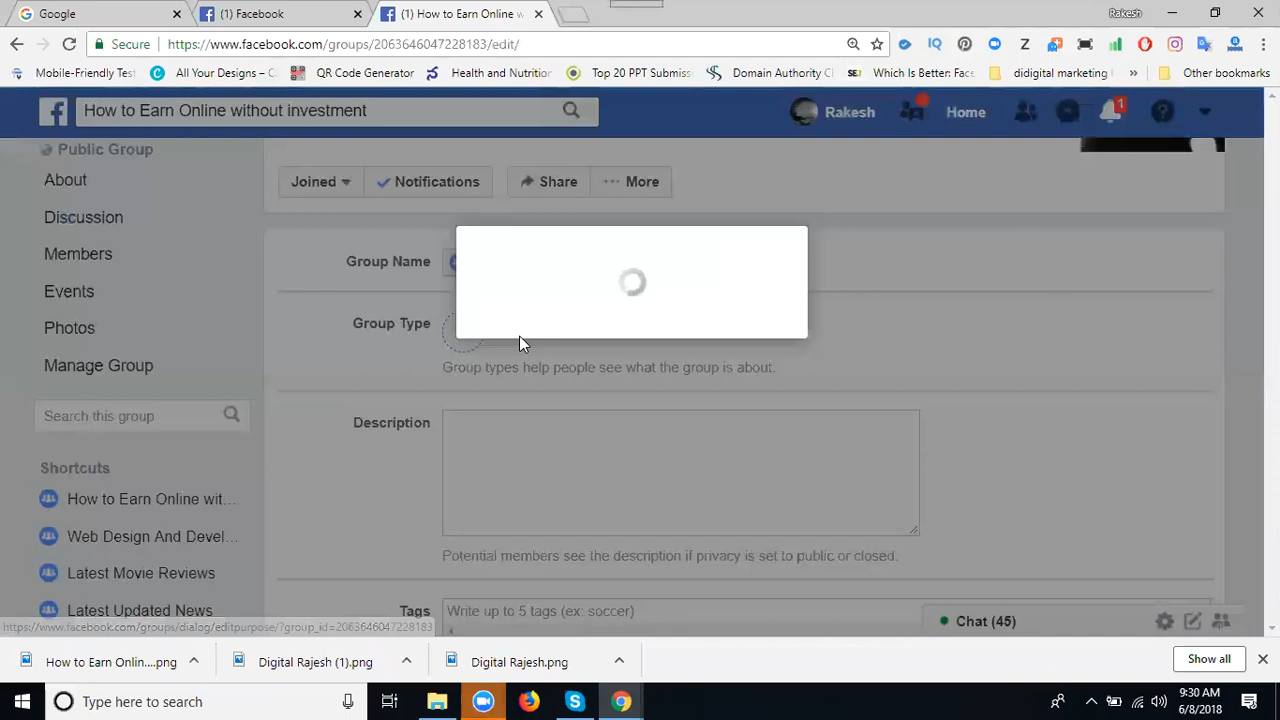 Google
(1) Facebook
(1) How to Earn Online w
Rakesh
Secure
https://www.facebook.com/groups/2063646047228183/edit/
Mobile-Friendly Test
All Your Designs – C
QR Code Generator
Health and Nutrition
Top 20 PPT Submiss
Domain Authority C
Which Is Better: Fac
didigital marketing
»
Other bookmarks
How to Earn Online without investment
Rakesh
Home
1
Public Group
About
Discussion
Members
Events
Photos
Manage Group
Search this group
Shortcuts
How to Earn Online wit...
Web Design And Devel...
Latest Movie Reviews
Latest Updated News
Joined
Notifications
Share
More
Group Name
Group Type
Group types help people see what the group is about.
Description
Potential members see the description if privacy is set to public or closed.
Tags
Write up to 5 tags (ex: soccer)
Chat (45)
https://www.facebook.com/groups/dialog/editpurpose/?group_id=2063646047228183
How to Earn Onlin....png
Digital Rajesh (1).png
Digital Rajesh.png
Show all
Type here to search
9:30 AM
6/8/2018